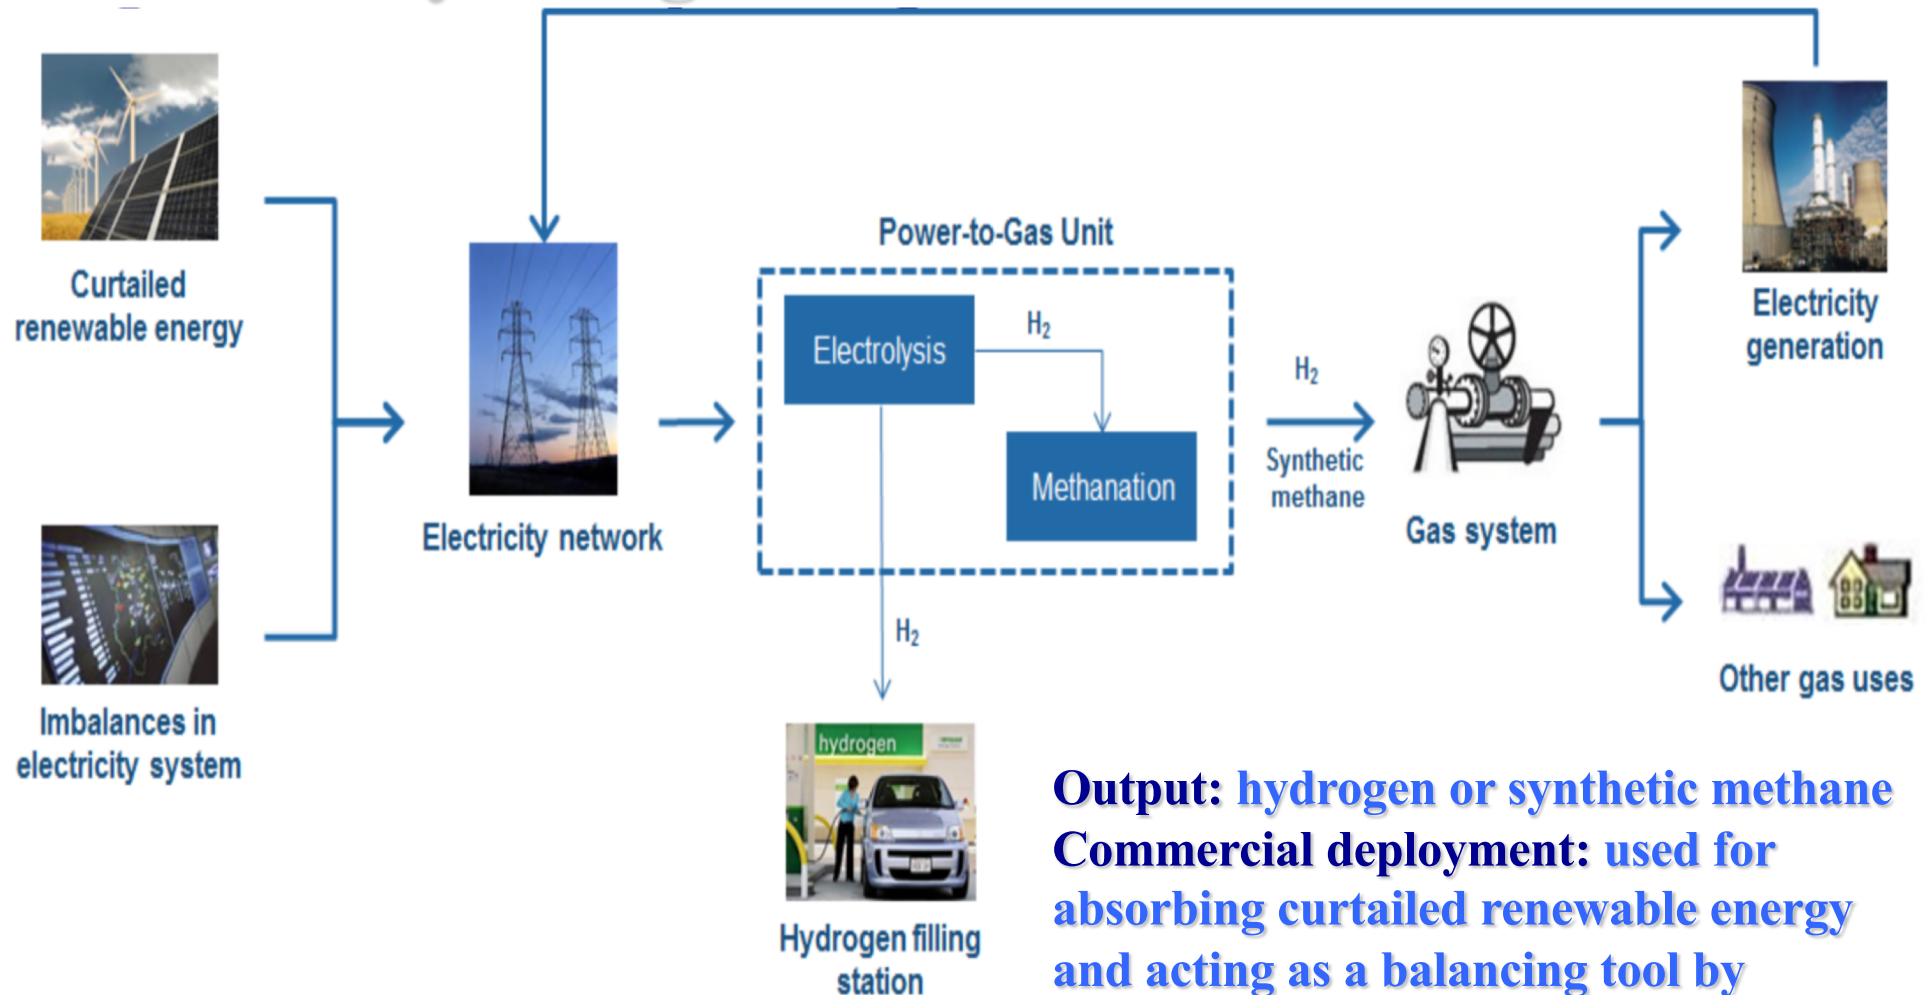 Curtailed
renewable energy
Imbalances in
electricity system
Electricity network
Power-to-Gas Unit
Electrolysis
H₂
Methanation
H₂
hydrogen
Hydrogen filling
station
H₂
Synthetic
methane
Gas system
Electricity
generation
Other gas uses
Output: hydrogen or synthetic methane
Commercial deployment: used for
absorbing curtailed renewable energy
and acting as a balancing tool by